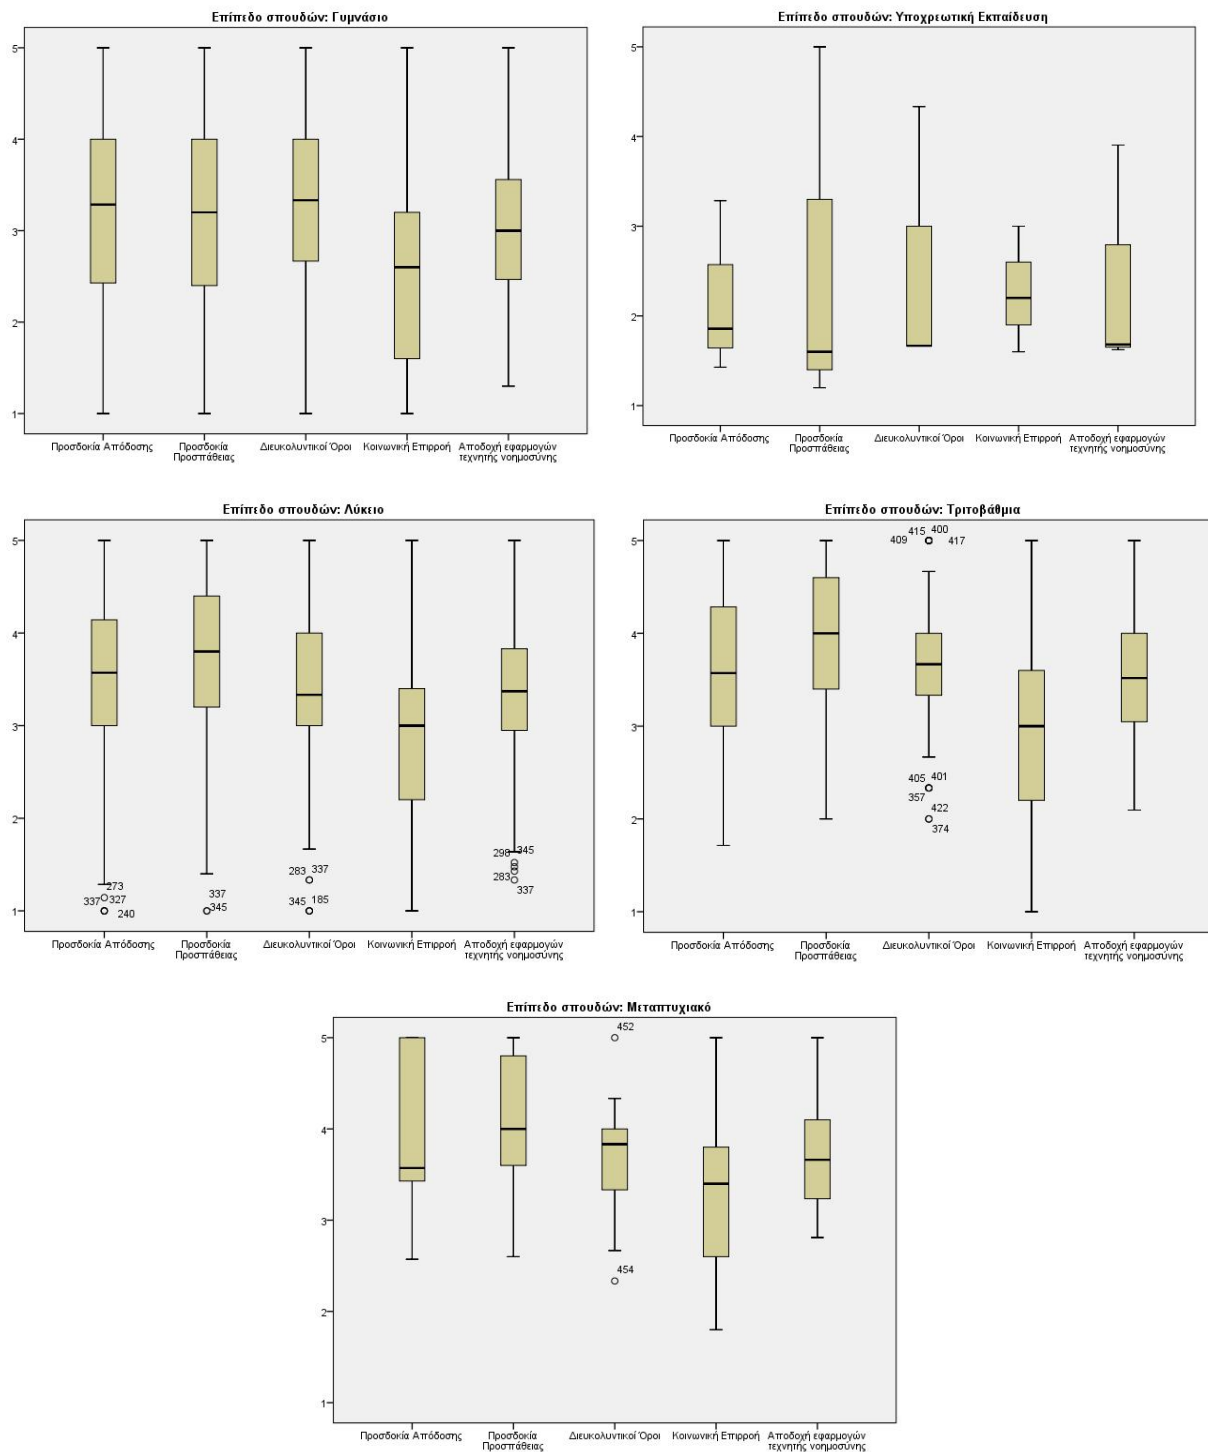 Επίπεδο σπουδών: Γυμνάσιο
5
4
3
2
1
Προσδοκία Απόδοσης
Προσδοκία
Προσπάθειας
Διευκολυντικοί Όροι
Κοινωνική Επιρροή
Αποδοχή εφαρμογών
τεχνητής νοημοσύνης
Επίπεδο σπουδών: Υποχρεωτική Εκπαίδευση
5
4
3
2
1
Προσδοκία Απόδοσης
Προσδοκία
Προσπάθειας
Διευκολυντικοί Όροι
Κοινωνική Επιρροή
Αποδοχή εφαρμογών
τεχνητής νοημοσύνης
Επίπεδο σπουδών: Λύκειο
5
4
3
2
1
273
337 327
240
337
345
283 337
345 185
298 345
283
337
Προσδοκία Απόδοσης
Προσδοκία
Προσπάθειας
Διευκολυντικοί Όροι
Κοινωνική Επιρροή
Αποδοχή εφαρμογών
τεχνητής νοημοσύνης
Επίπεδο σπουδών: Τριτοβάθμια
5
4
3
2
1
415 400
409 417
405 401
357
422
374
Προσδοκία Απόδοσης
Προσδοκία
Προσπάθειας
Διευκολυντικοί Όροι
Κοινωνική Επιρροή
Αποδοχή εφαρμογών
τεχνητής νοημοσύνης
Επίπεδο σπουδών: Μεταπτυχιακό
5
4
3
2
1
452
454
Προσδοκία Απόδοσης
Προσδοκία
Προσπάθειας
Διευκολυντικοί Όροι
Κοινωνική Επιρροή
Αποδοχή εφαρμογών
τεχνητής νοημοσύνης